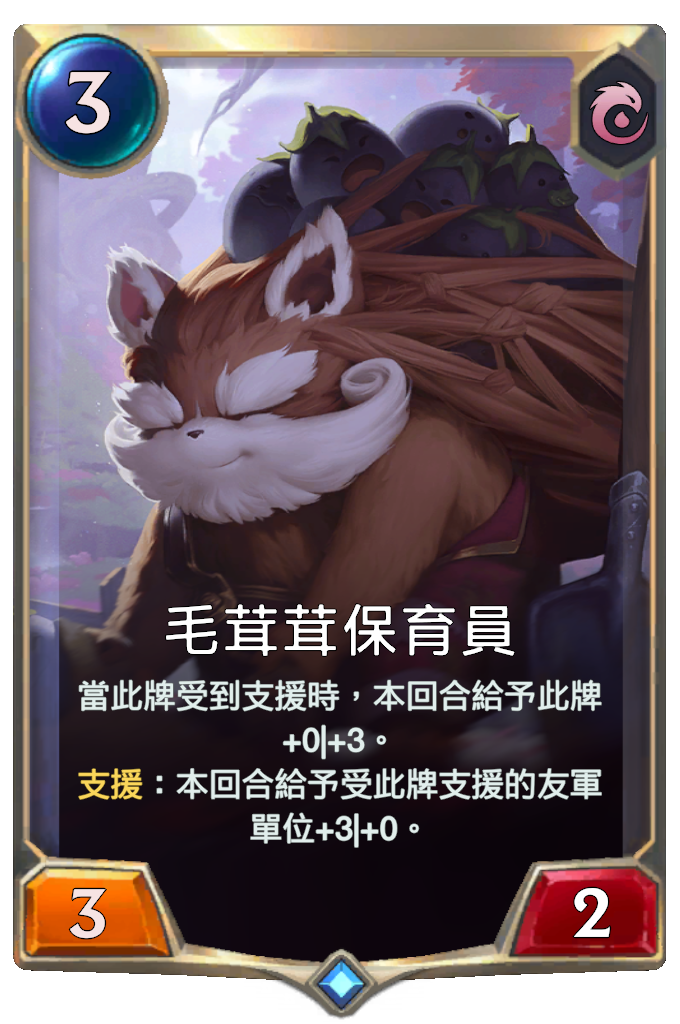 3
毛茸茸保育員
當此牌受到支援時，本回合給予此牌
+0|+3。
支援：本回合給予受此牌支援的友軍
單位+3|+0。
3
2